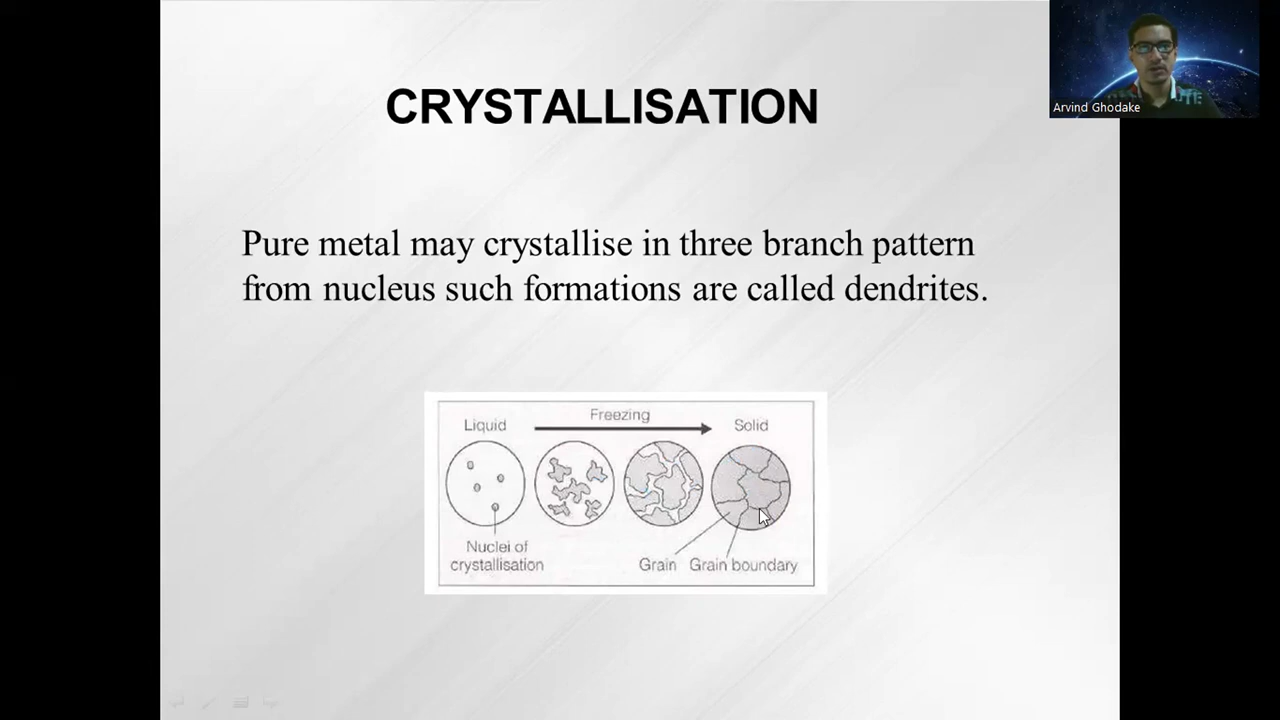 CRYSTALLISATION
Arvind Ghodake
Pure metal may crystallise in three branch pattern
from nucleus such formations are called dendrites.
Freezing
Liquid
Solid
Nuclei of
crystallisation
Grain
Grain boundary